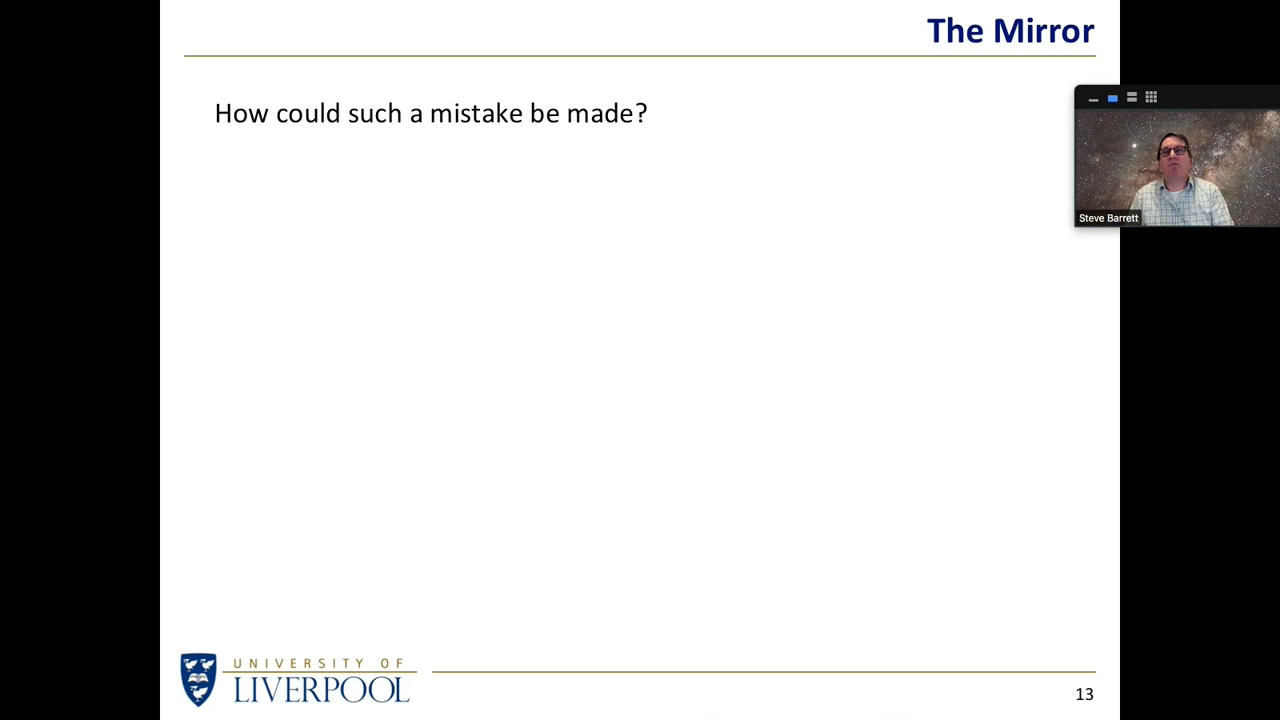 The Mirror
How could such a mistake be made?
Steve Barrett
UNIVERSITY OF
LIVERPOOL
13